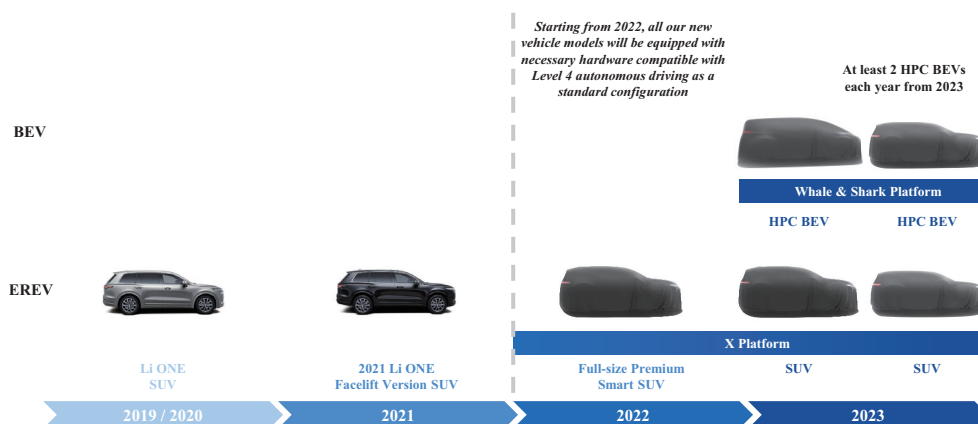 Starting from 2022, all our new
vehicle models will be equipped with
necessary hardware compatible with
Level 4 autonomous driving as a
standard configuration
At least 2 HPC BEVs
each year from 2023
BEV
Whale & Shark Platform
HPC BEV
HPC BEV
EREV
X Platform
Li ONE
SUV
2021 Li ONE
Facelift Version SUV
Full-size Premium
Smart SUV
SUV
SUV
2019 / 2020
2021
2022
2023